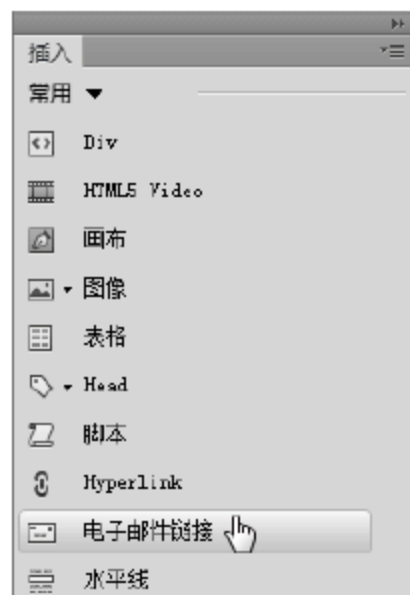 插入
常用
Div
HTML5 Video
画布
图像
表格
Head
脚本
Hyperlink
电子邮件链接
水平线